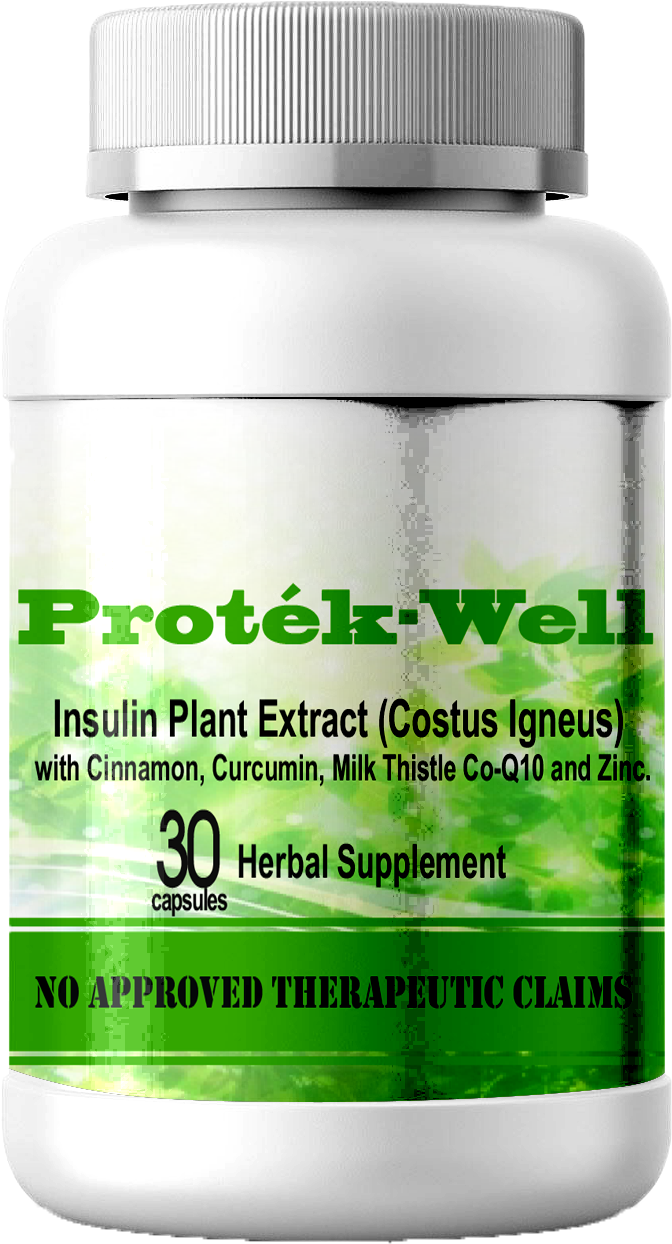 Proték-Well
Insulin Plant Extract (Costus Igneus)
with Cinnamon, Curcumin, Milk Thistle Co-Q10 and Zinc.
30 Herbal Supplement
capsules
NO APPROVED THERAPEUTIC CLAIMS